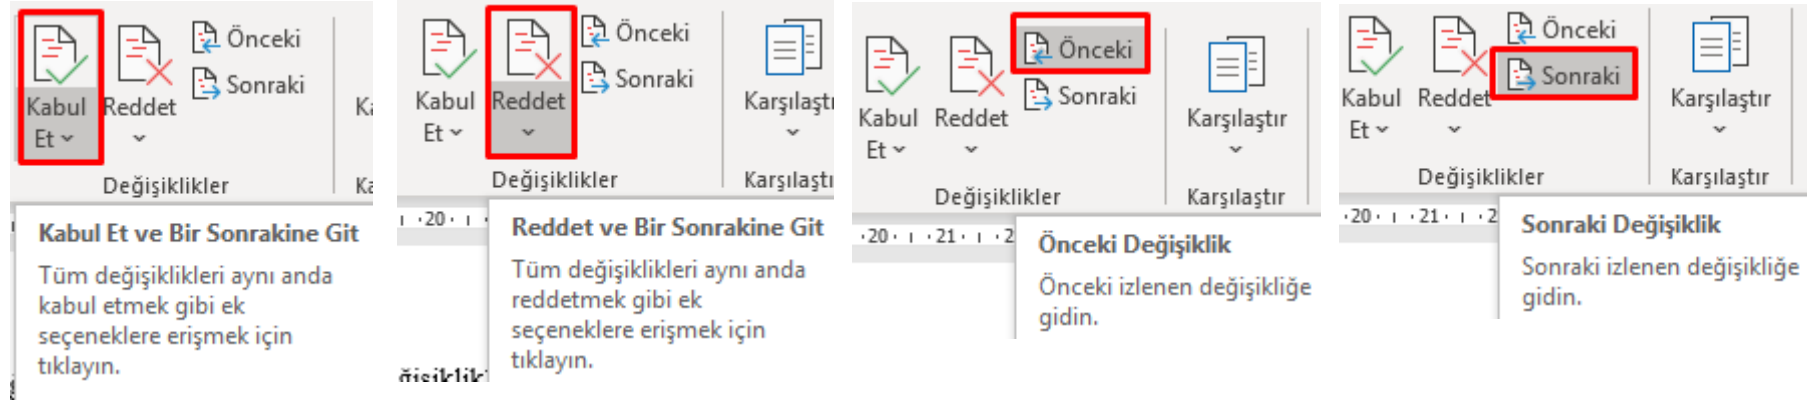 Kabul
Et
Reddet
Önceki
Sonraki
Değişiklikler
Kabul Et ve Bir Sonrakine Git
Tüm değişiklikleri aynı anda
kabul etmek gibi ek
seçeneklere erişmek için
tıklayın.
Kabul
Et
Reddet
Önceki
Sonraki
Karşılaştı
Değişiklikler
Karşılaştı
20
Reddet ve Bir Sonrakine Git
Tüm değişiklikleri aynı anda
reddetmek gibi ek
seçeneklere erişmek için
tıklayın.
Kabul
Et
Reddet
Önceki
Sonraki
Karşılaştır
Değişiklikler
Karşılaştır
20 21 2
Önceki Değişiklik
Önceki izlenen değişikliğe
gidin.
Kabul
Et
Reddet
Önceki
Sonraki
Karşılaştır
Değişiklikler
Karşılaştır
20 21 2
Sonraki Değişiklik
Sonraki izlenen değişikliğe
gidin.